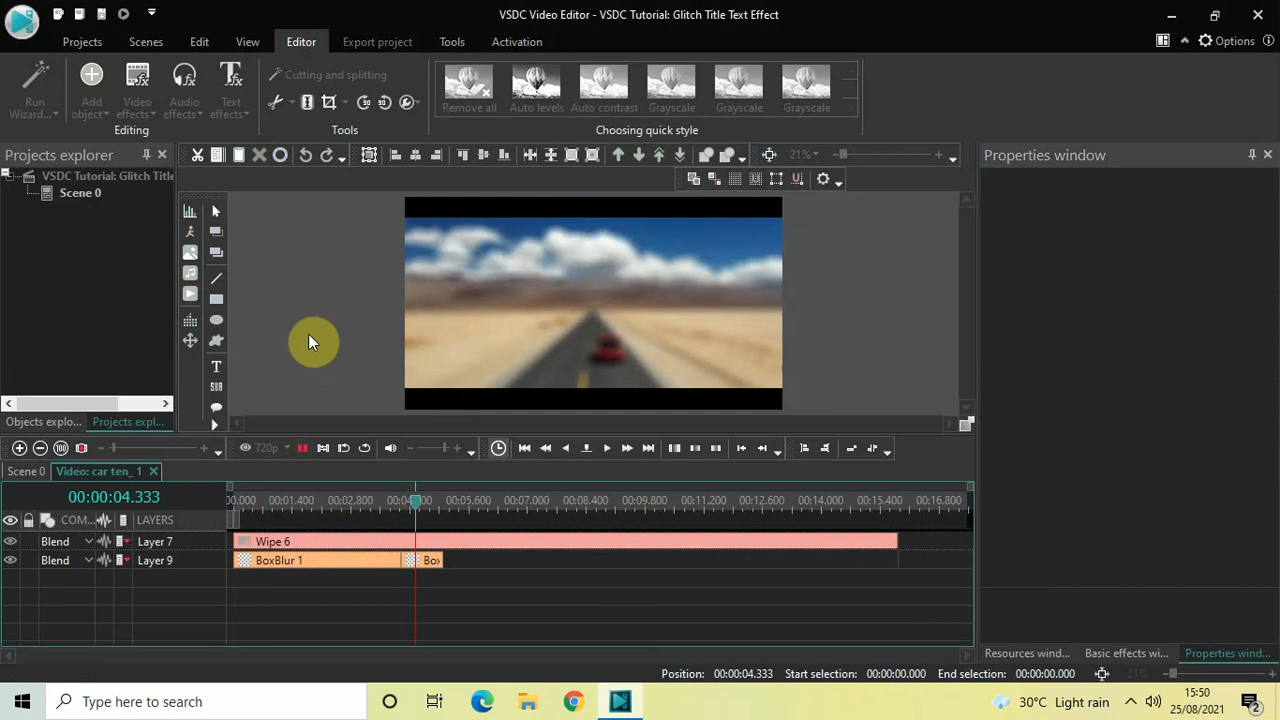 VSDC Video Editor - VSDC Tutorial: Glitch Title Text Effect
Projects Scenes Edit View Editor Export project Tools Activation Options
Run Wizard...
Add object
Video effects
Audio effects
Text effects
Editing
Cutting and splitting
Tools
Remove all
Auto levels
Auto contrast
Grayscale
Grayscale
Grayscale
Choosing quick style
Projects explorer
21%
Properties window
VSDC Tutorial: Glitch Title
Scene 0
T
SUB
Objects explo...
Projects expl...
720p
Scene 0
Video: car ten_ 1
00:00:04.333
:00.000 00:01.400 00:02.800 00:04 00 00:05.600 00:07.000 00:08.400 00:09.800 00:11.200 00:12.600 00:14.000 00:15.400 00:16.800
COM... LAYERS
Blend Layer 7 Wipe 6
Blend Layer 9 BoxBlur 1 Bo
Resources wind...
Basic effects wi...
Properties wind...
Position: 00:00:04.333 Start selection: 00:00:00.000 End selection: 00:00:00.000
Type here to search
30°C Light rain
15:50
25/08/2021
2